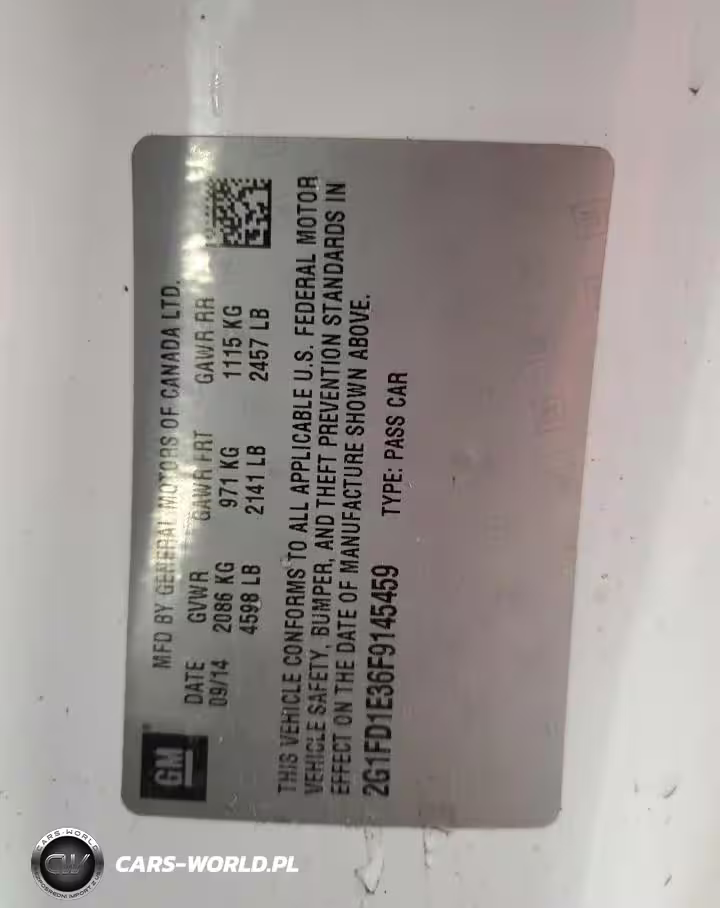 GM
MFD BY GENERAL MOTORS OF CANADA LTD.
DATE GVWR GAWR FRT GAWR RR
09/14 2086 KG 971 KG 1115 KG
4598 LB 2141 LB 2457 LB
THIS VEHICLE CONFORMS TO ALL APPLICABLE U.S. FEDERAL MOTOR
VEHICLE SAFETY, BUMPER, AND THEFT PREVENTION STANDARDS IN
EFFECT ON THE DATE OF MANUFACTURE SHOWN ABOVE.
2G1FD1E36F9145459 TYPE: PASS CAR
CARS-WORLD
CW
CARS-WORLD.PL